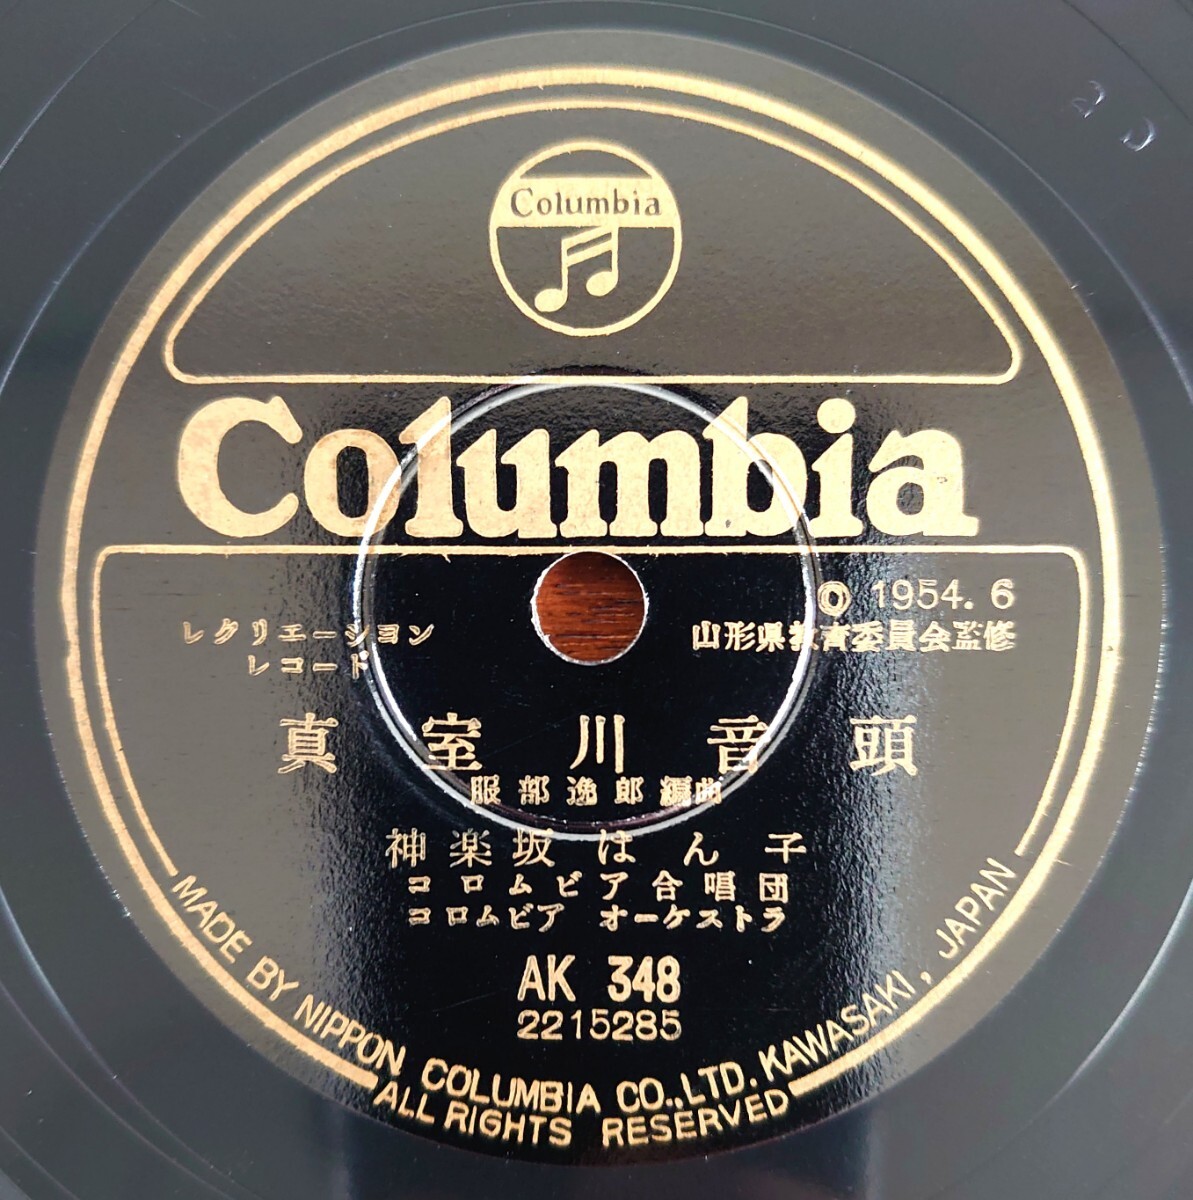 Columbia
Columbia
© 1954. 6
レクリエーション
レコード
山形県教育委員会監修
真室川音頭
服部逸郎編曲
神楽坂 はん子
コロムビア合唱団
コロムビア オーケストラ
AK 348
2215285
MADE BY NIPPON COLUMBIA CO., LTD. KAWASAKI, JAPAN
ALL RIGHTS RESERVED